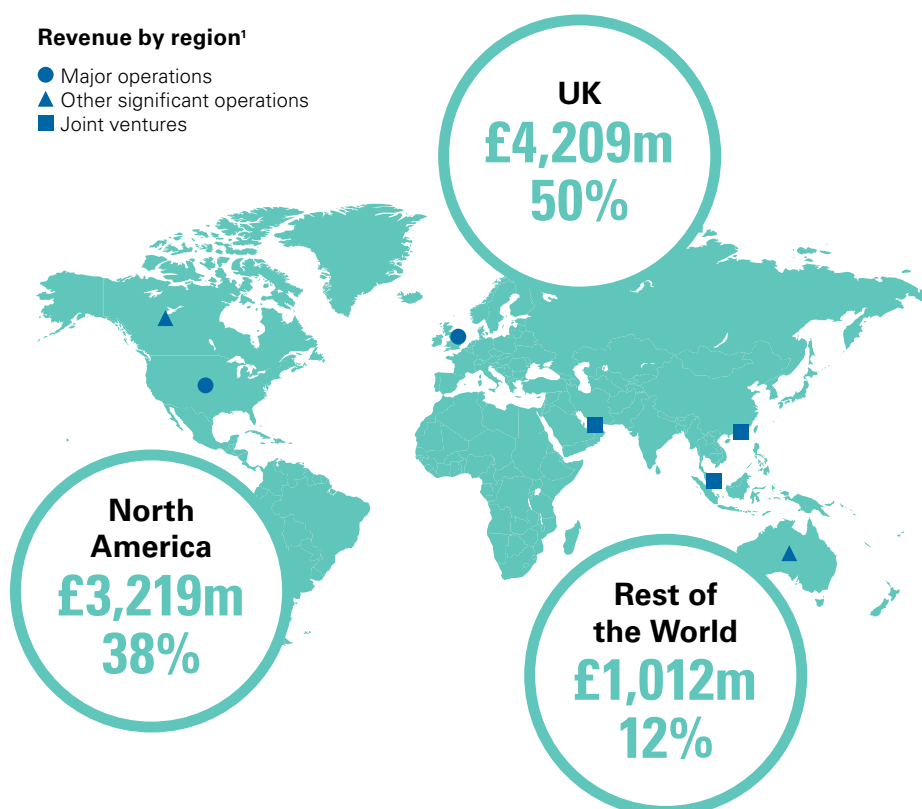 Revenue by region¹
Major operations
Other significant operations
Joint ventures
UK
£4,209m
50%
North
America
£3,219m
38%
Rest of
the World
£1,012m
12%